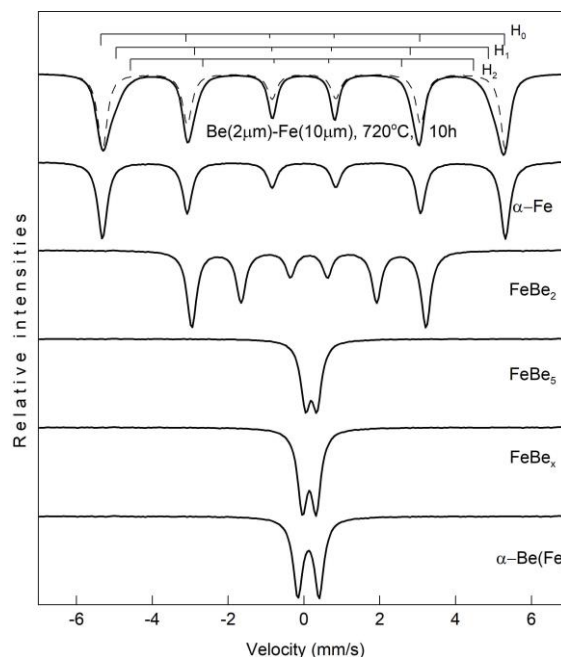 H₀
H₁
H₂
Be(2μm)-Fe(10μm), 720°C, 10h
α–Fe
FeBe₂
FeBe₅
FeBeₓ
α–Be(Fe
Relative intensities
-6 -4 -2 0 2 4 6
Velocity (mm/s)